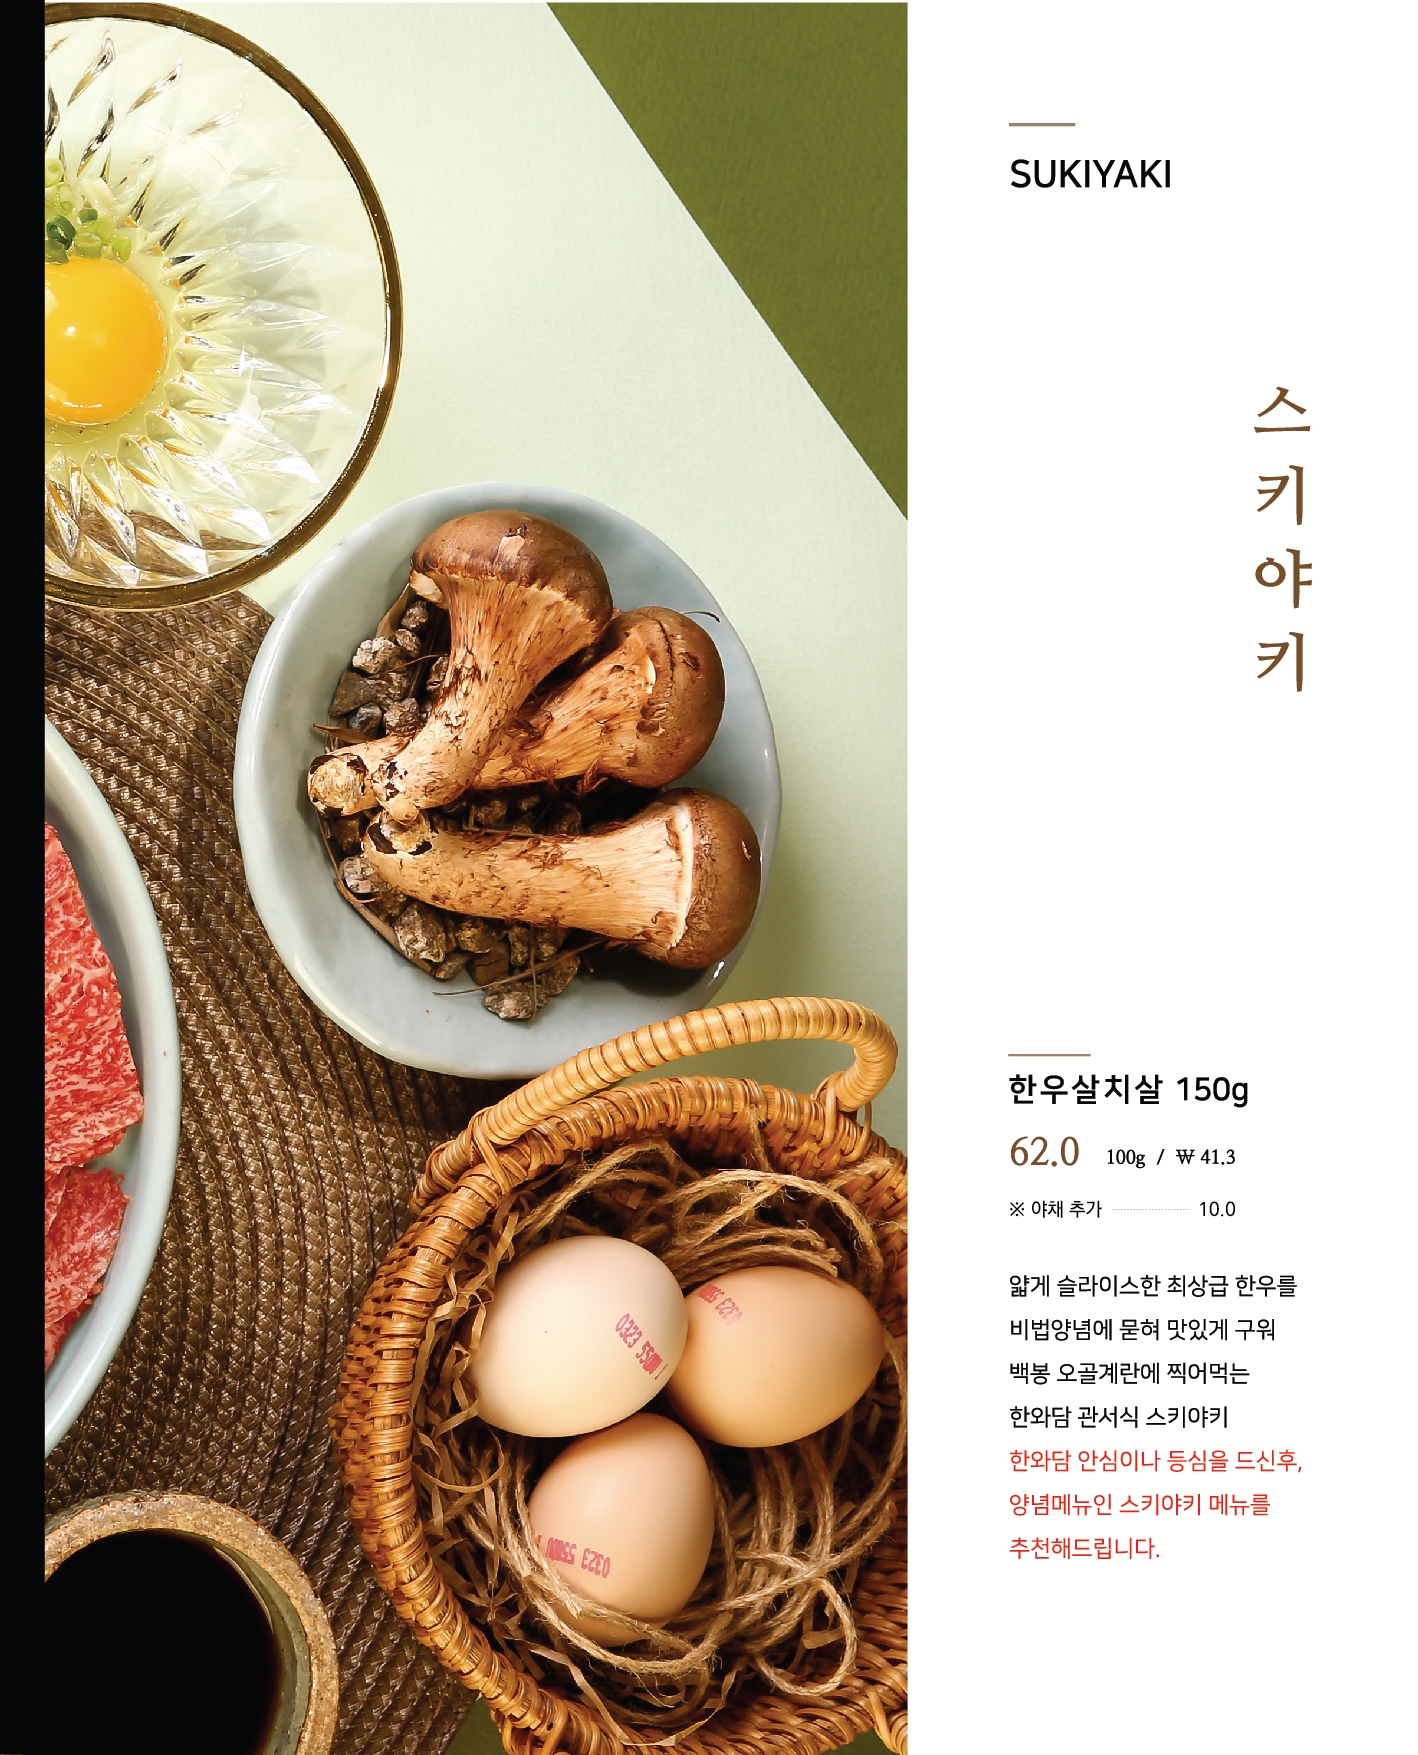 SUKIYAKI
스키야키
한우살치살 150g
62.0 100g / ₩ 41.3
※ 야채 추가 10.0
얇게 슬라이스한 최상급 한우를
비법양념에 묻혀 맛있게 구워
백봉 오골계란에 찍어먹는
한와담 관서식 스키야키
한와담 안심이나 등심을 드신후,
양념메뉴인 스키야키 메뉴를
추천해드립니다.
0323
0323
0323